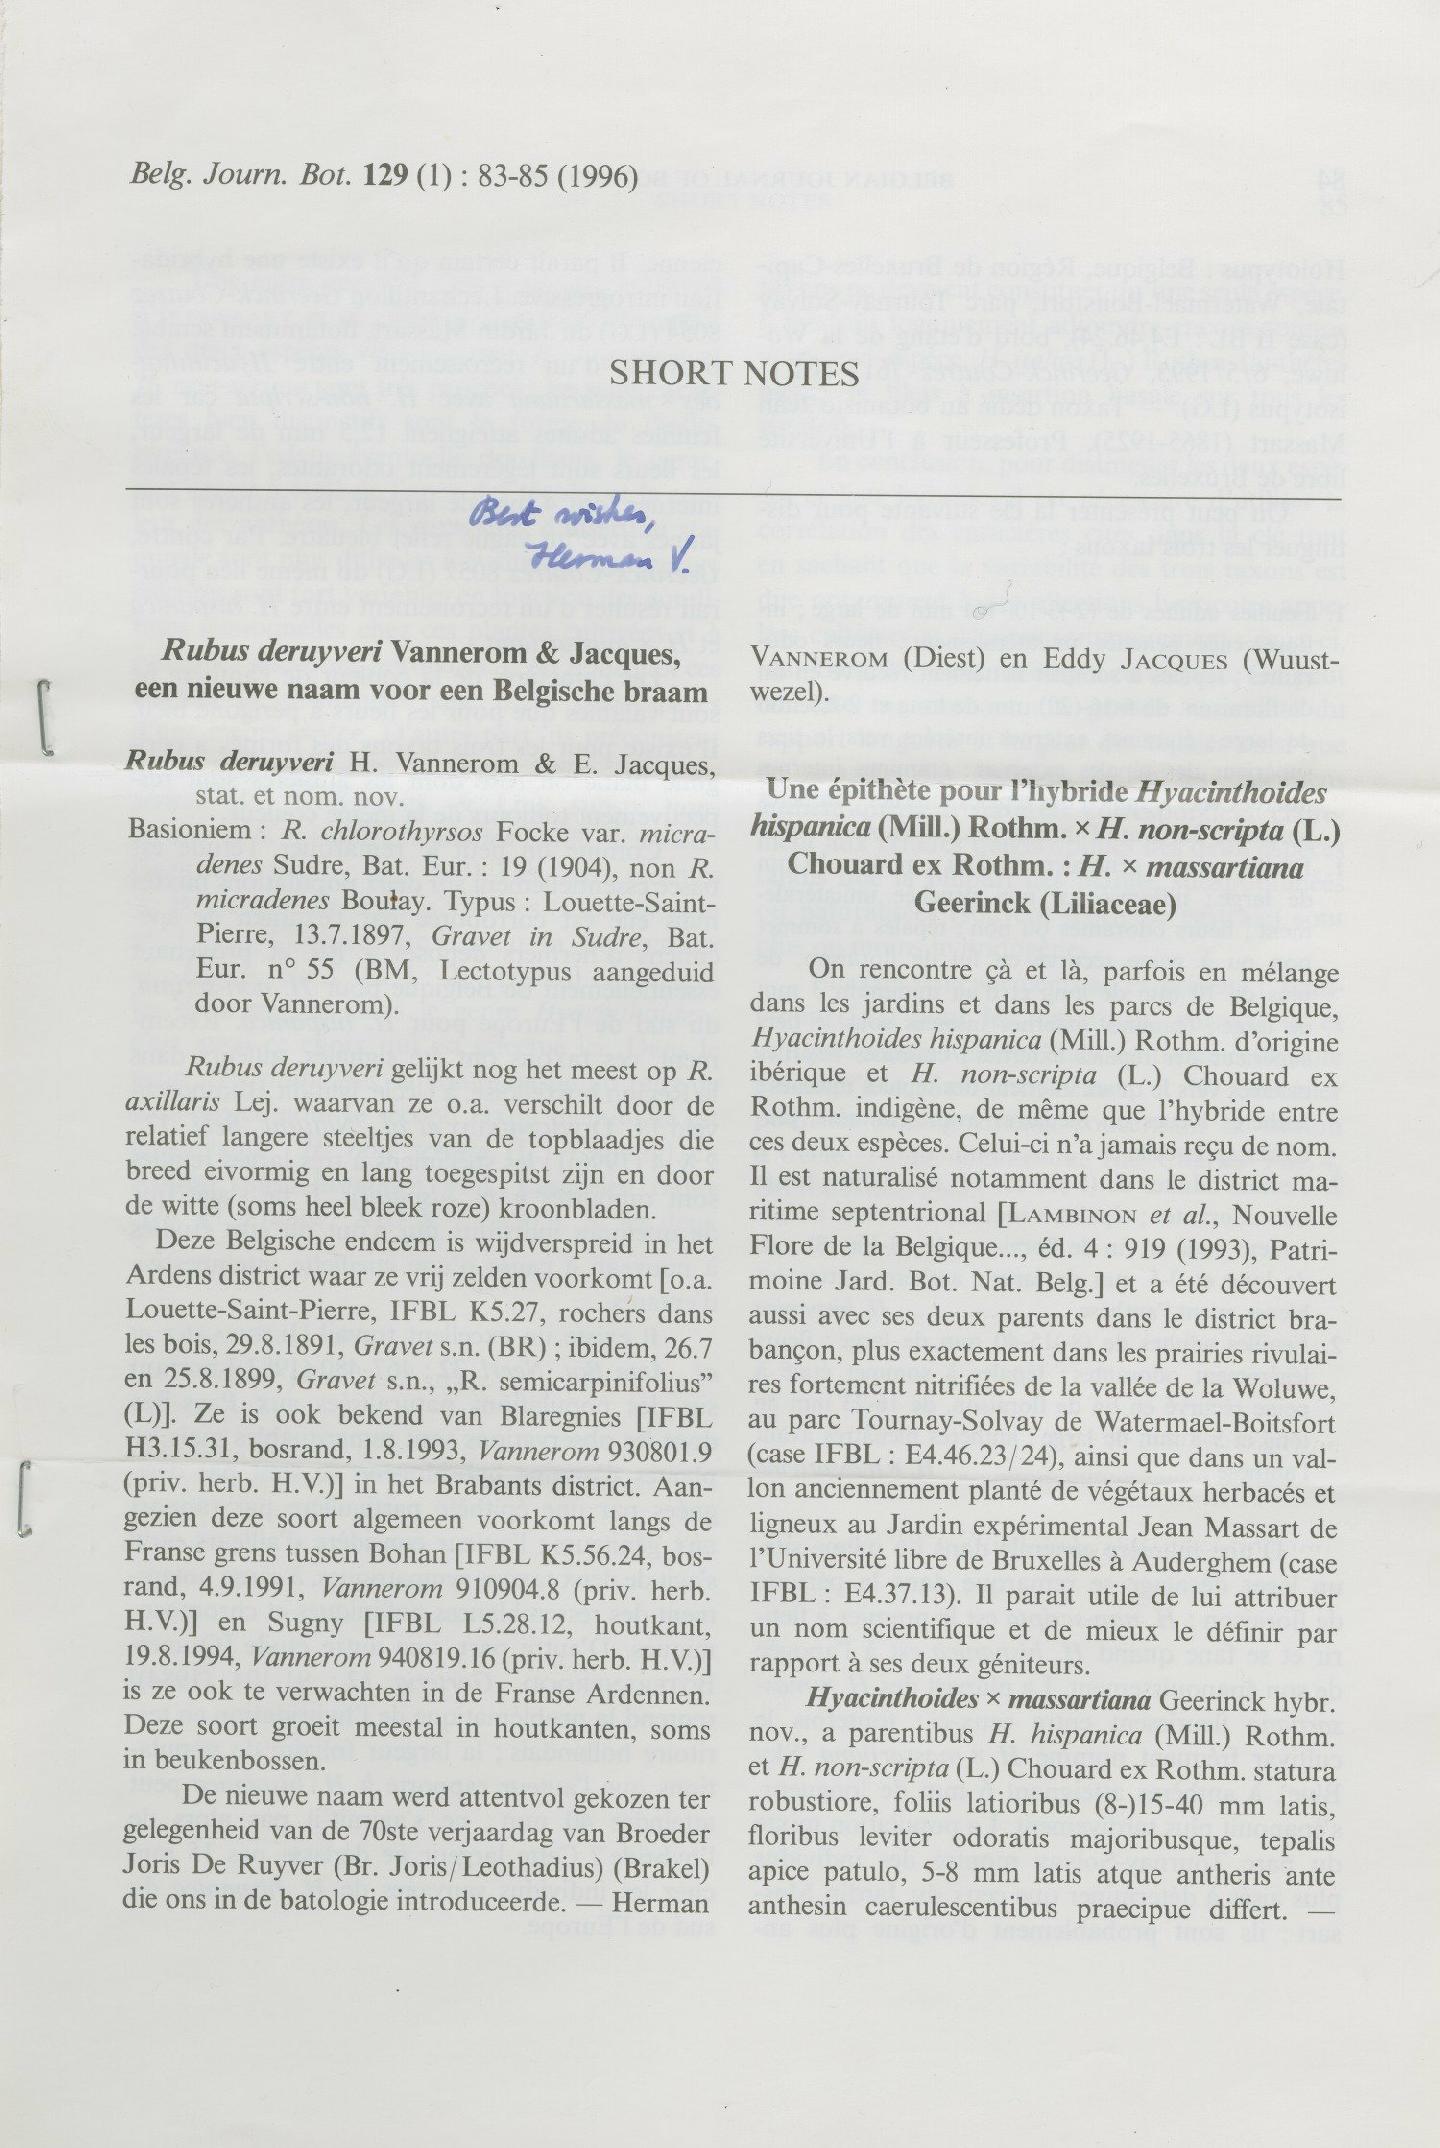 Belg. Journ. Bot. 129 (1) : 83-85 (1996)
SHORT NOTES
Best wishes,
Herman V.
Rubus deruyveri Vannerom & Jacques,
een nieuwe naam voor een Belgische braam
Rubus deruyveri H. Vannerom & E. Jacques,
stat. et nom. nov.
Basioniem : R. chlorothyrsos Focke var. micra-
denes Sudre, Bat. Eur. : 19 (1904), non R.
micradenes Boulay. Typus : Louette-Saint-
Pierre, 13.7.1897, Gravet in Sudre, Bat.
Eur. n° 55 (BM, Lectotypus aangeduid
door Vannerom).
Rubus deruyveri gelijkt nog het meest op R.
axillaris Lej. waarvan ze o.a. verschilt door de
relatief langere steeltjes van de topblaadjes die
breed eivormig en lang toegespitst zijn en door
de witte (soms heel bleek roze) kroonbladen.
Deze Belgische endeem is wijdverspreid in het
Ardens district waar ze vrij zelden voorkomt [o.a.
Louette-Saint-Pierre, IFBL K5.27, rochers dans
les bois, 29.8.1891, Gravet s.n. (BR) ; ibidem, 26.7
en 25.8.1899, Gravet s.n., „R. semicarpinifolius”
(L)]. Ze is ook bekend van Blaregnies [IFBL
H3.15.31, bosrand, 1.8.1993, Vannerom 930801.9
(priv. herb. H.V.)] in het Brabants district. Aan-
gezien deze soort algemeen voorkomt langs de
Franse grens tussen Bohan [IFBL K5.56.24, bos-
rand, 4.9.1991, Vannerom 910904.8 (priv. herb.
H.V.)] en Sugny [IFBL L5.28.12, houtkant,
19.8.1994, Vannerom 940819.16 (priv. herb. H.V.)]
is ze ook te verwachten in de Franse Ardennen.
Deze soort groeit meestal in houtkanten, soms
in beukenbossen.
De nieuwe naam werd attentvol gekozen ter
gelegenheid van de 70ste verjaardag van Broeder
Joris De Ruyver (Br. Joris/Leothadius) (Brakel)
die ons in de batologie introduceerde. — Herman
VANNEROM (Diest) en Eddy JACQUES (Wuust-
wezel).
Une épithète pour l'hybride Hyacinthoides
hispanica (Mill.) Rothm. × H. non-scripta (L.)
Chouard ex Rothm. : H. × massartiana
Geerinck (Liliaceae)
On rencontre çà et là, parfois en mélange
dans les jardins et dans les parcs de Belgique,
Hyacinthoides hispanica (Mill.) Rothm. d'origine
ibérique et H. non-scripta (L.) Chouard ex
Rothm. indigène, de même que l'hybride entre
ces deux espèces. Celui-ci n'a jamais reçu de nom.
Il est naturalisé notamment dans le district ma-
ritime septentrional [LAMBINON et al., Nouvelle
Flore de la Belgique..., éd. 4 : 919 (1993), Patri-
moine Jard. Bot. Nat. Belg.] et a été découvert
aussi avec ses deux parents dans le district bra-
bançon, plus exactement dans les prairies rivulai-
res fortement nitrifiées de la vallée de la Woluwe,
au parc Tournay-Solvay de Watermael-Boitsfort
(case IFBL : E4.46.23/24), ainsi que dans un val-
lon anciennement planté de végétaux herbacés et
ligneux au Jardin expérimental Jean Massart de
l'Université libre de Bruxelles à Auderghem (case
IFBL : E4.37.13). Il parait utile de lui attribuer
un nom scientifique et de mieux le définir par
rapport à ses deux géniteurs.
Hyacinthoides × massartiana Geerinck hybr.
nov., a parentibus H. hispanica (Mill.) Rothm.
et H. non-scripta (L.) Chouard ex Rothm. statura
robustiore, foliis latioribus (8-)15-40 mm latis,
floribus leviter odoratis majoribusque, tepalis
apice patulo, 5-8 mm latis atque antheris ante
anthesin caerulescentibus praecipue differt. —